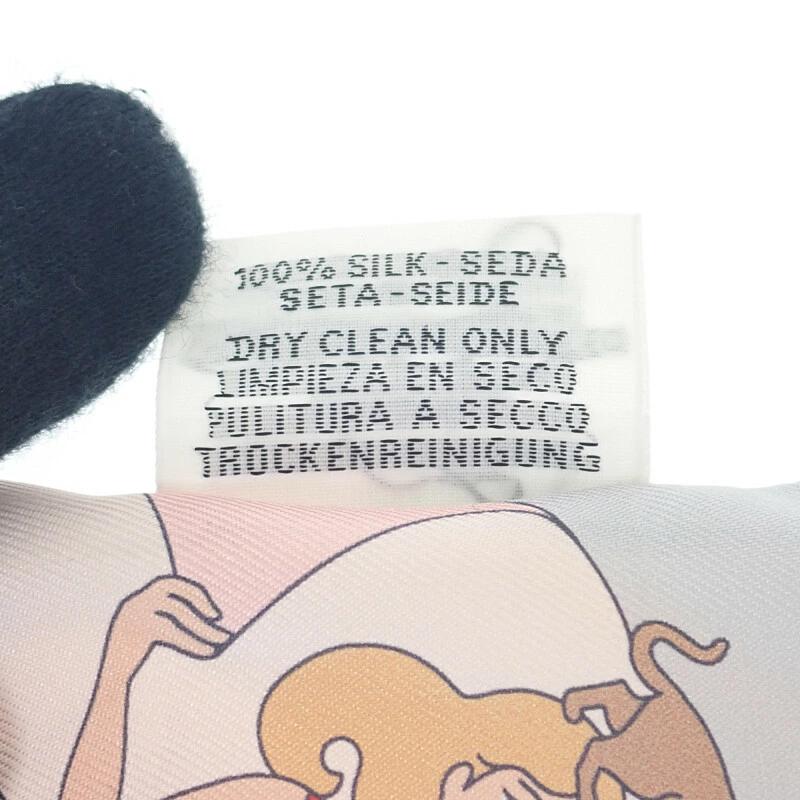 100% SILK - SEDA
SETA - SEIDE
DRY CLEAN ONLY
LIMPIEZA EN SECO
PULITURA A SECCO
TROCKENREINIGUNG